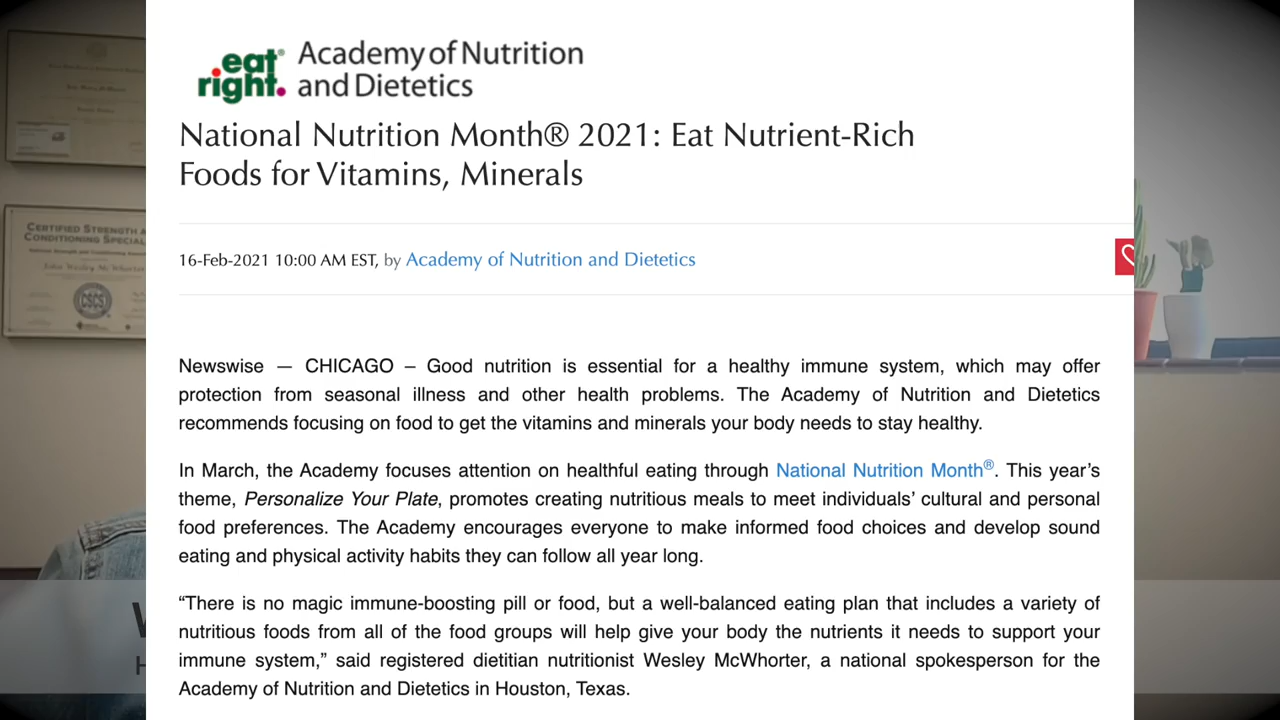 eat® Academy of Nutrition
right. and Dietetics
National Nutrition Month® 2021: Eat Nutrient-Rich
Foods for Vitamins, Minerals
16-Feb-2021 10:00 AM EST, by Academy of Nutrition and Dietetics
Newswise — CHICAGO – Good nutrition is essential for a healthy immune system, which may offer
protection from seasonal illness and other health problems. The Academy of Nutrition and Dietetics
recommends focusing on food to get the vitamins and minerals your body needs to stay healthy.
In March, the Academy focuses attention on healthful eating through National Nutrition Month®. This year’s
theme, Personalize Your Plate, promotes creating nutritious meals to meet individuals’ cultural and personal
food preferences. The Academy encourages everyone to make informed food choices and develop sound
eating and physical activity habits they can follow all year long.
“There is no magic immune-boosting pill or food, but a well-balanced eating plan that includes a variety of
nutritious foods from all of the food groups will help give your body the nutrients it needs to support your
immune system,” said registered dietitian nutritionist Wesley McWhorter, a national spokesperson for the
Academy of Nutrition and Dietetics in Houston, Texas.
CERTIFIED STRENGTH
CONDITIONING
CSCS